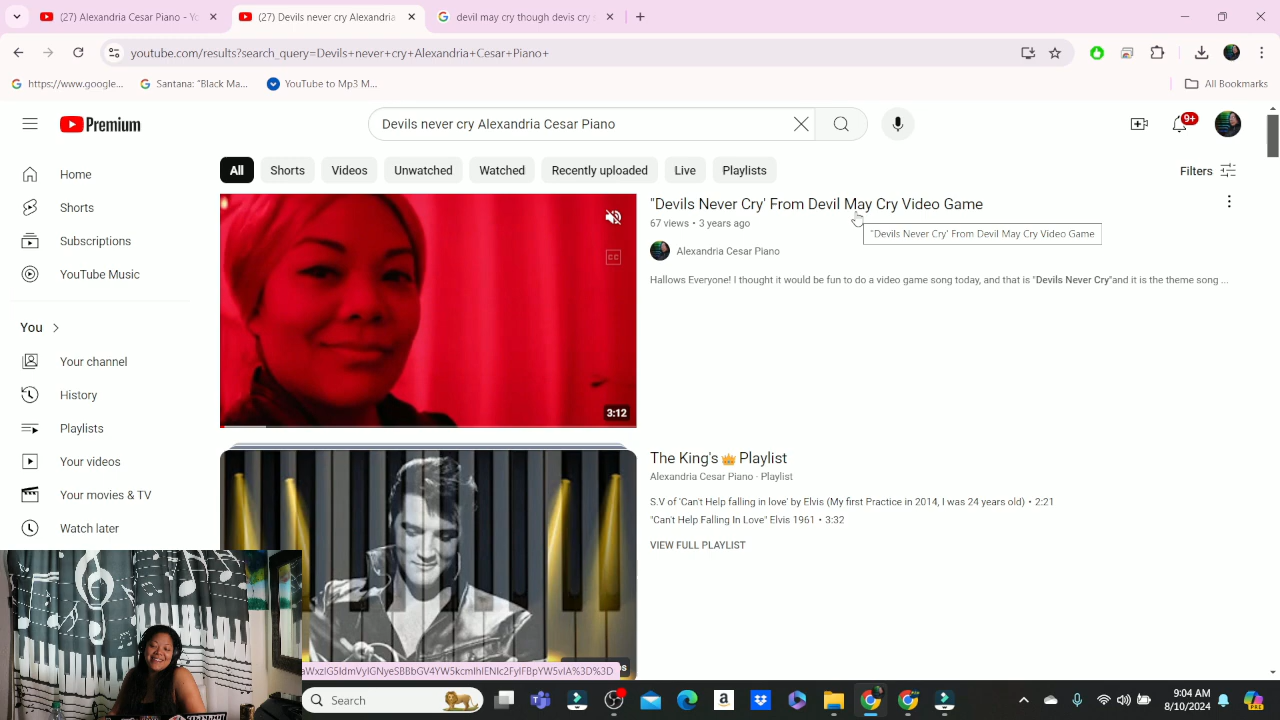 (27) Alexandria Cesar Piano - Yo
(27) Devils never cry Alexandria
devil may cry though devis cry
youtube.com/results?search_query=Devils+never+cry+Alexandria+Cesar+Piano+
https://www.google...
Santana: "Black Ma...
YouTube to Mp3 M...
All Bookmarks
Premium
Devils never cry Alexandria Cesar Piano
9+
All
Shorts
Videos
Unwatched
Watched
Recently uploaded
Live
Playlists
Filters
Home
Shorts
Subscriptions
YouTube Music
You
Your channel
History
Playlists
Your videos
Your movies & TV
Watch later
CC
3:12
"Devils Never Cry' From Devil May Cry Video Game
67 views • 3 years ago
"Devils Never Cry' From Devil May Cry Video Game
Alexandria Cesar Piano
Hallows Everyone! I thought it would be fun to do a video game song today, and that is "Devils Never Cry"and it is the theme song ...
The King's 👑 Playlist
Alexandria Cesar Piano · Playlist
S.V of 'Can't Help falling in love' by Elvis (My first Practice in 2014, I was 24 years old) • 2:21
"Can't Help Falling In Love" Elvis 1961 • 3:32
VIEW FULL PLAYLIST
Search
9:04 AM
8/10/2024